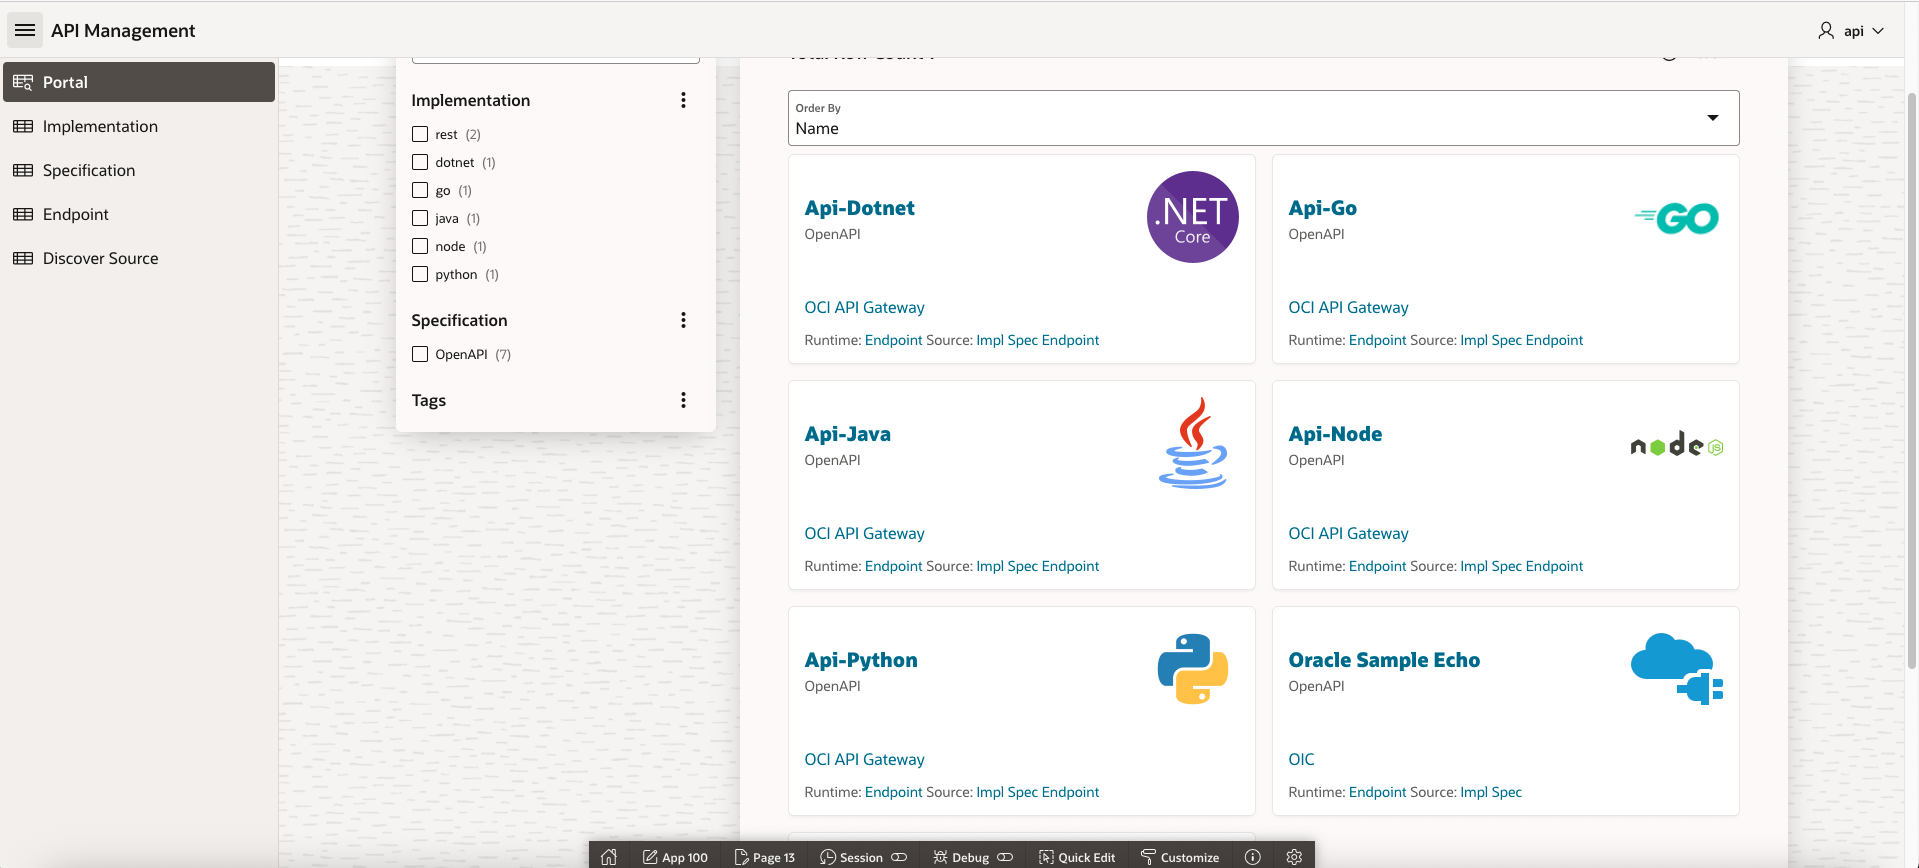 API Management
api
Portal
Implementation
Specification
Endpoint
Discover Source
Implementation
rest (2)
dotnet (1)
go (1)
java (1)
node (1)
python (1)
Specification
OpenAPI (7)
Tags
Order By
Name
Api-Dotnet
OpenAPI
.NET
Core
OCI API Gateway
Runtime: Endpoint Source: Impl Spec Endpoint
Api-Go
OpenAPI
GO
OCI API Gateway
Runtime: Endpoint Source: Impl Spec Endpoint
Api-Java
OpenAPI
OCI API Gateway
Runtime: Endpoint Source: Impl Spec Endpoint
Api-Node
OpenAPI
node JS
OCI API Gateway
Runtime: Endpoint Source: Impl Spec Endpoint
Api-Python
OpenAPI
OCI API Gateway
Runtime: Endpoint Source: Impl Spec Endpoint
Oracle Sample Echo
OpenAPI
OIC
Runtime: Endpoint Source: Impl Spec
App 100 Page 13 Session Debug Quick Edit Customize